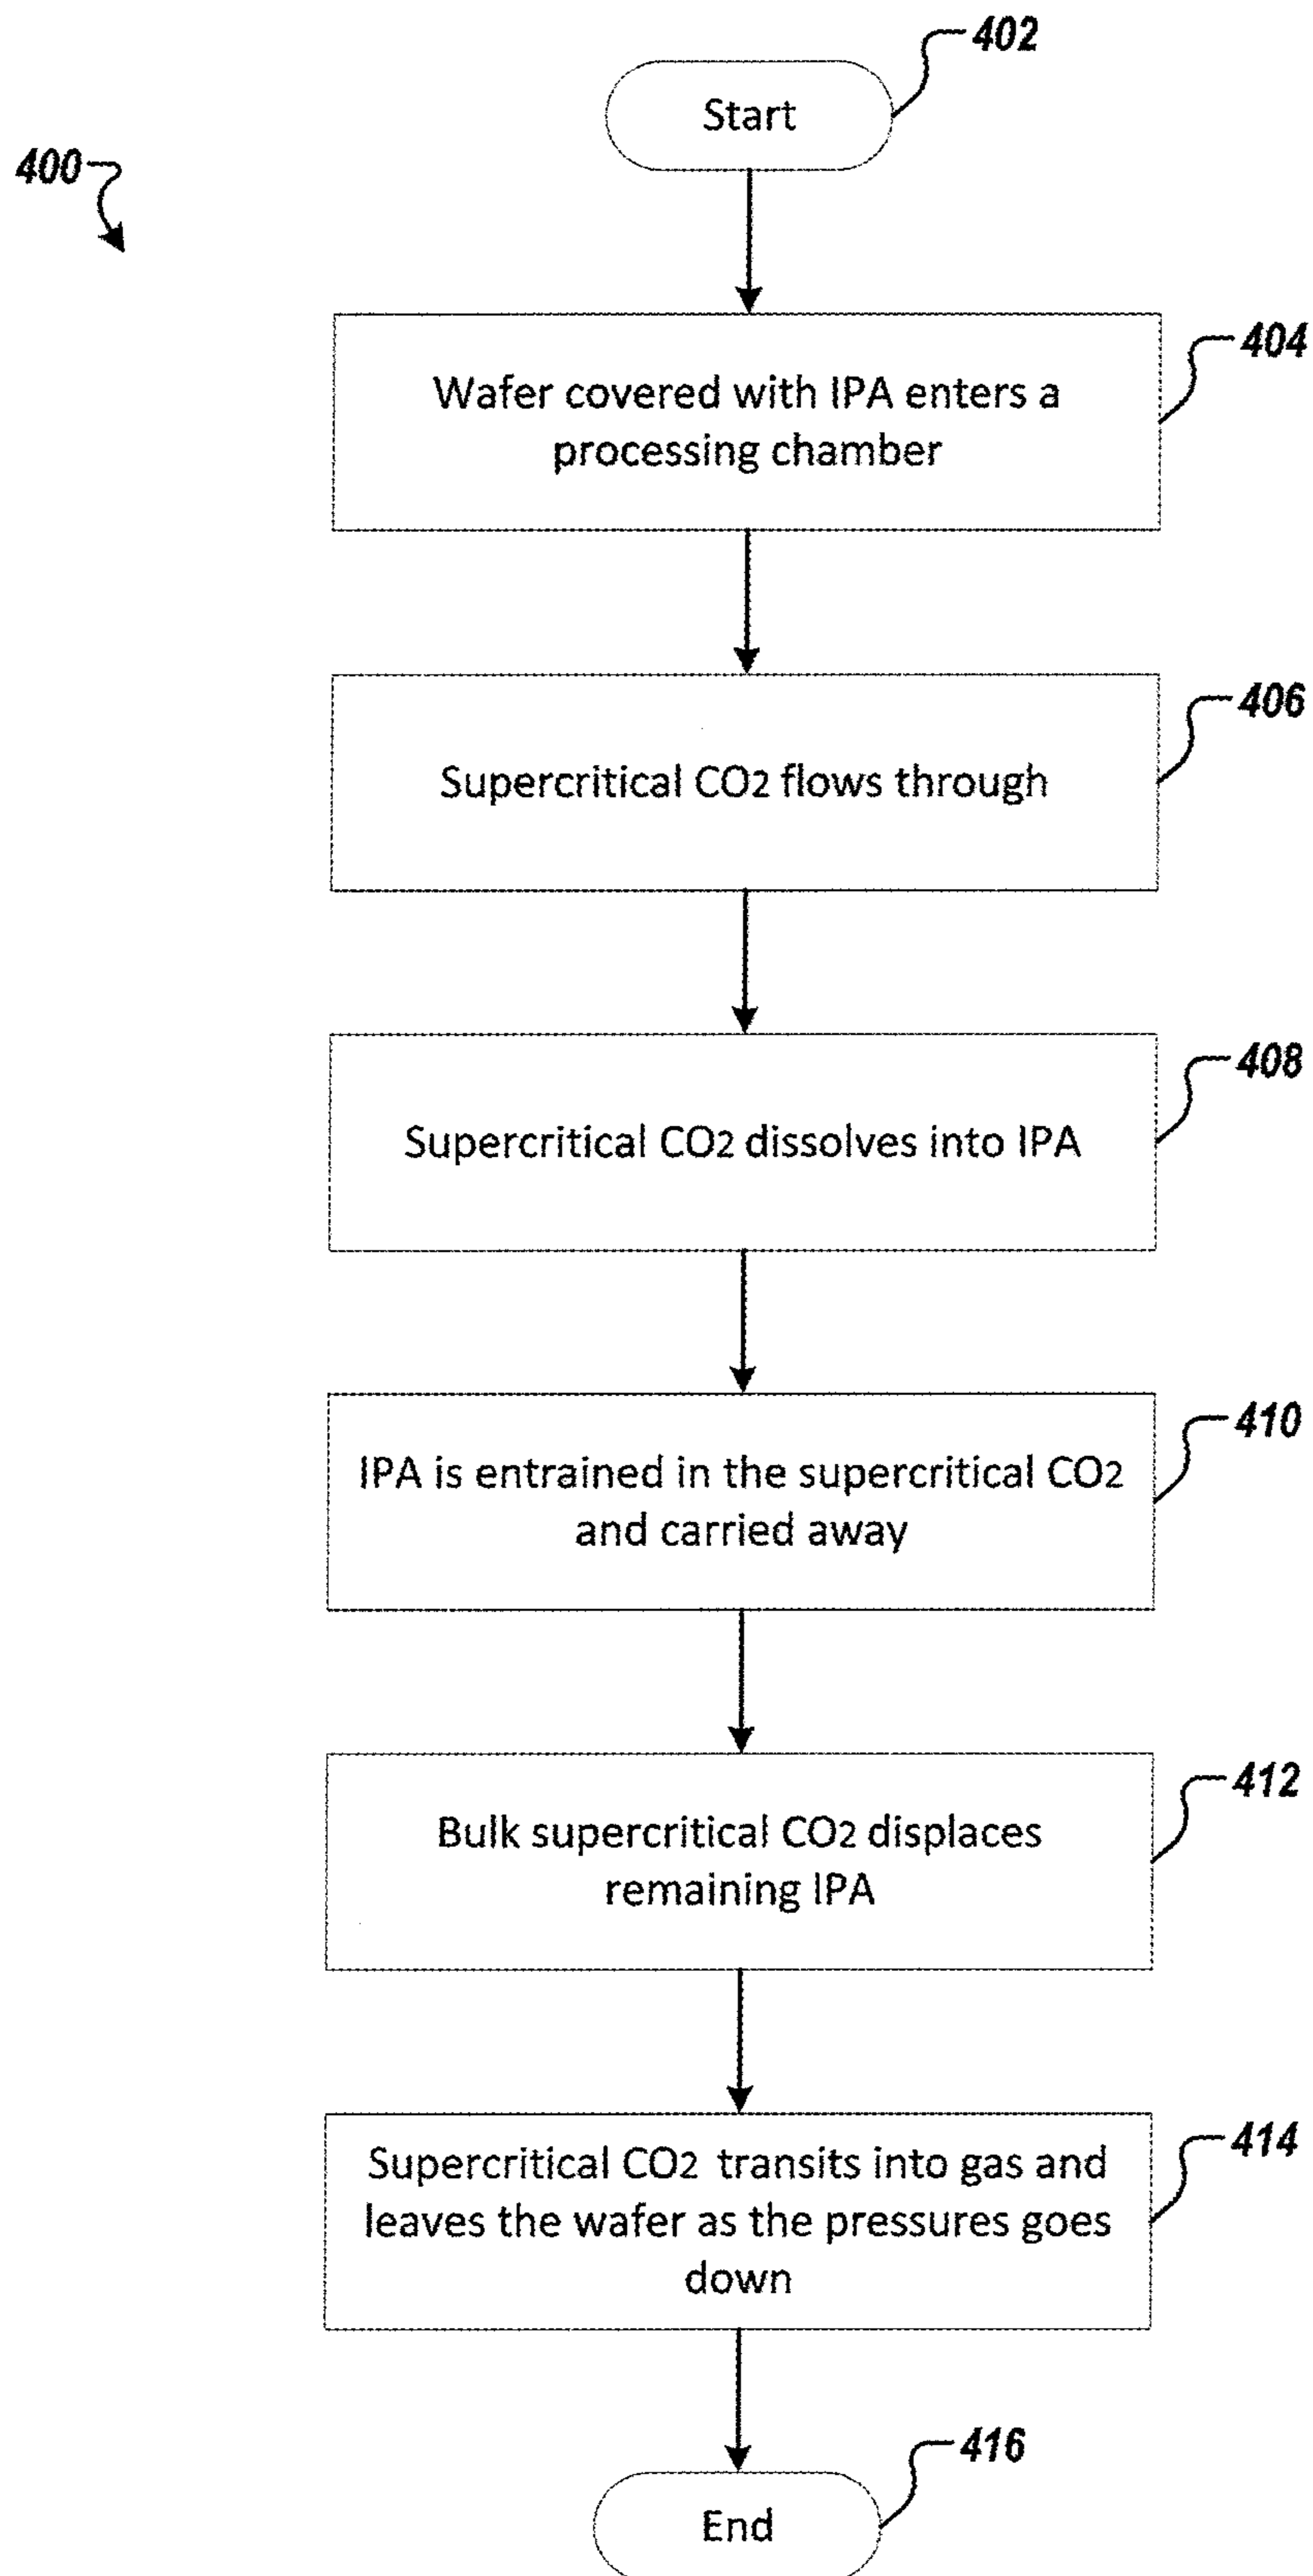 402
Start
400
404
Wafer covered with IPA enters a
processing chamber
406
Supercritical CO2 flows through
408
Supercritical CO2 dissolves into IPA
410
IPA is entrained in the supercritical CO2
and carried away
412
Bulk supercritical CO2 displaces
remaining IPA
414
Supercritical CO2 transits into gas and
leaves the wafer as the pressures goes
down
416
End